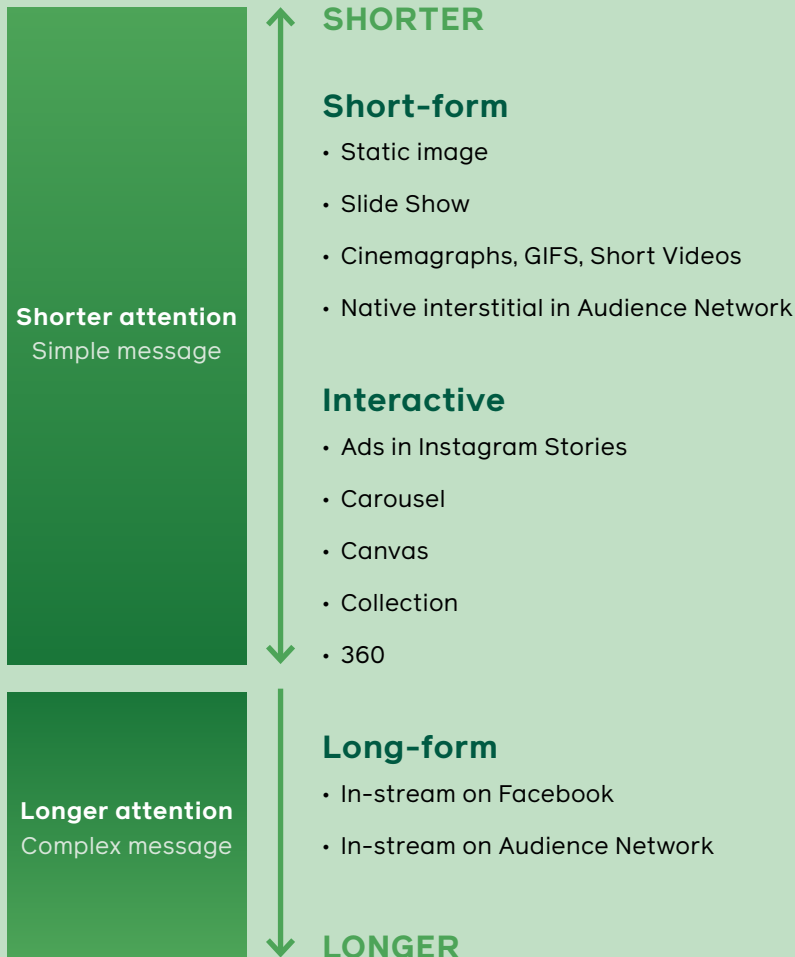 SHORTER
Short-form
• Static image
• Slide Show
• Cinemagraphs, GIFS, Short Videos
• Native interstitial in Audience Network
Shorter attention
Simple message
Interactive
• Ads in Instagram Stories
• Carousel
• Canvas
• Collection
• 360
Long-form
• In-stream on Facebook
• In-stream on Audience Network
Longer attention
Complex message
LONGER